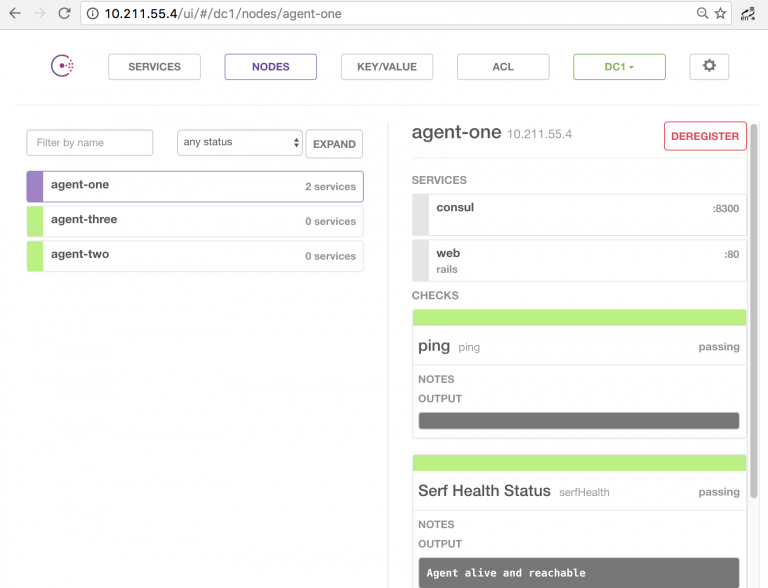 10.211.55.4/ui/#/dc1/nodes/agent-one
SERVICES NODES KEY/VALUE ACL DC1
Filter by name any status EXPAND
agent-one 2 services
agent-three 0 services
agent-two 0 services
agent-one 10.211.55.4 DEREGISTER
SERVICES
consul :8300
web :80
rails
CHECKS
ping ping passing
NOTES
OUTPUT
Serf Health Status serfHealth passing
NOTES
OUTPUT
Agent alive and reachable